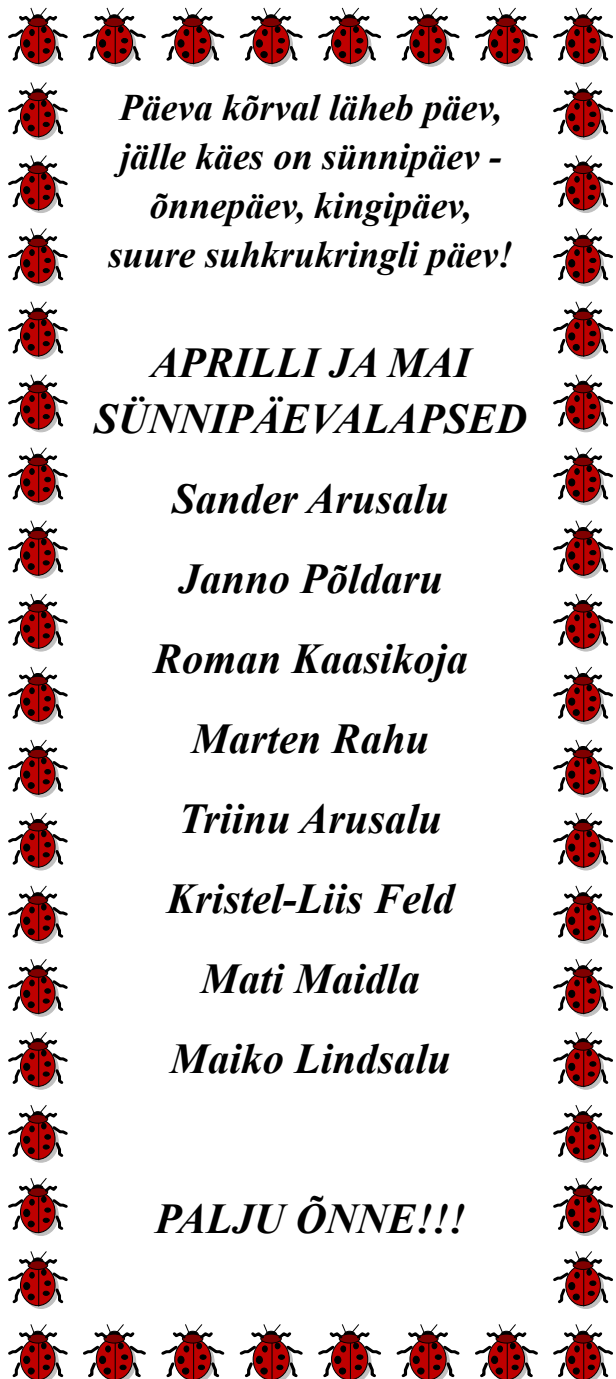 Päeva kõrval läheb päev,
jälle käes on sünnipäev -
õnnepäev, kingipäev,
suure suhkrukringli päev!
APRILLI JA MAI
SÜNNIPÄEVALAPSED
Sander Arusalu
Janno Põldaru
Roman Kaasikoja
Marten Rahu
Triinu Arusalu
Kristel-Liis Feld
Mati Maidla
Maiko Lindsalu
PALJU ÕNNE!!!